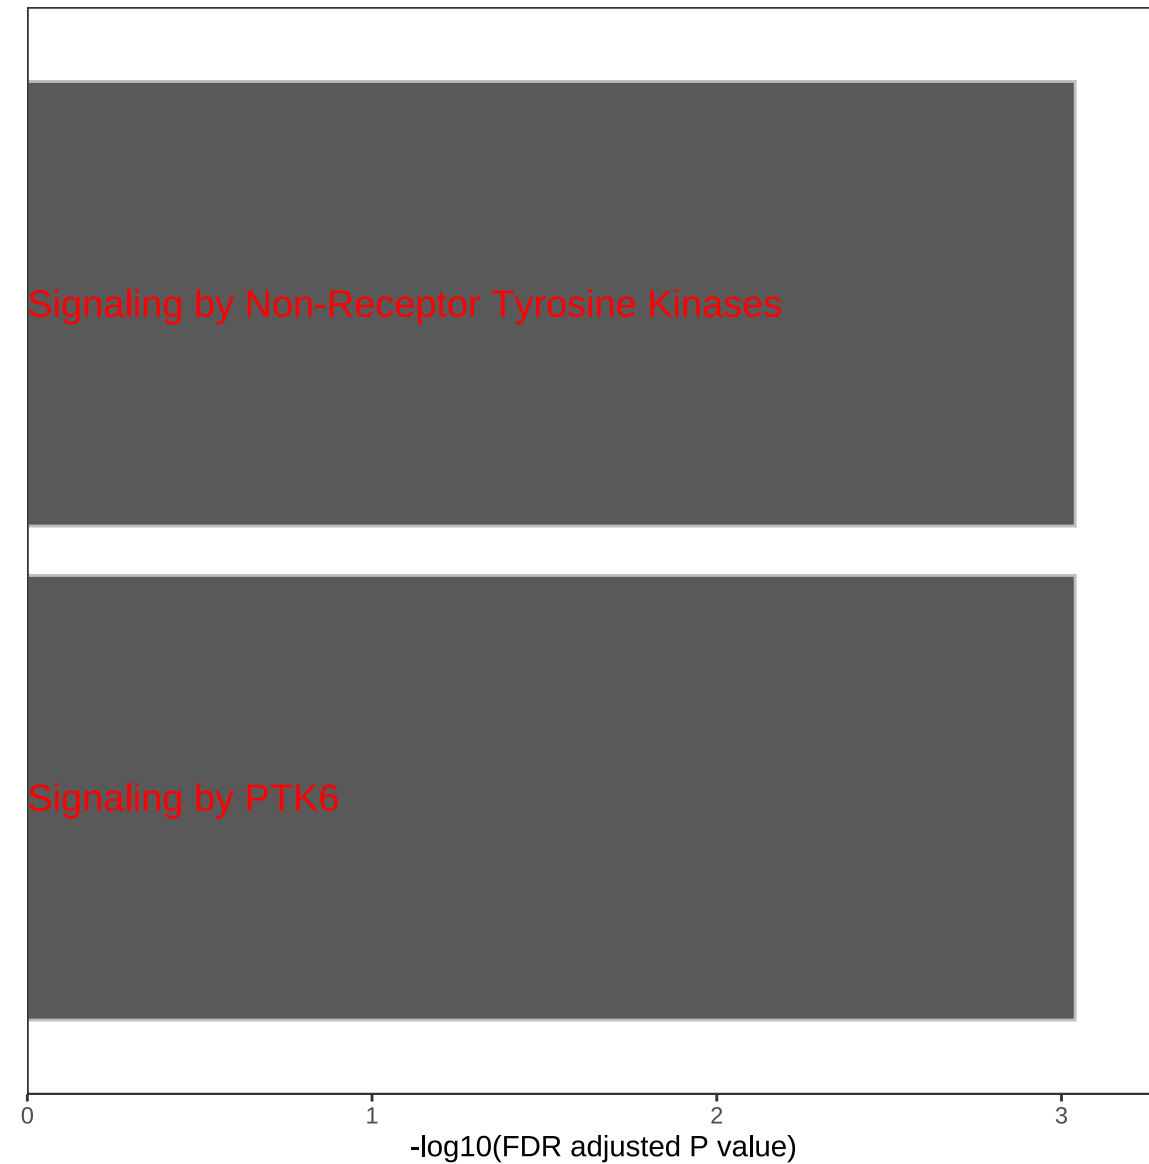 Signaling by Non-Receptor Tyrosine Kinases
Signaling by PTK6
0 1 2 3
-log10(FDR adjusted P value)